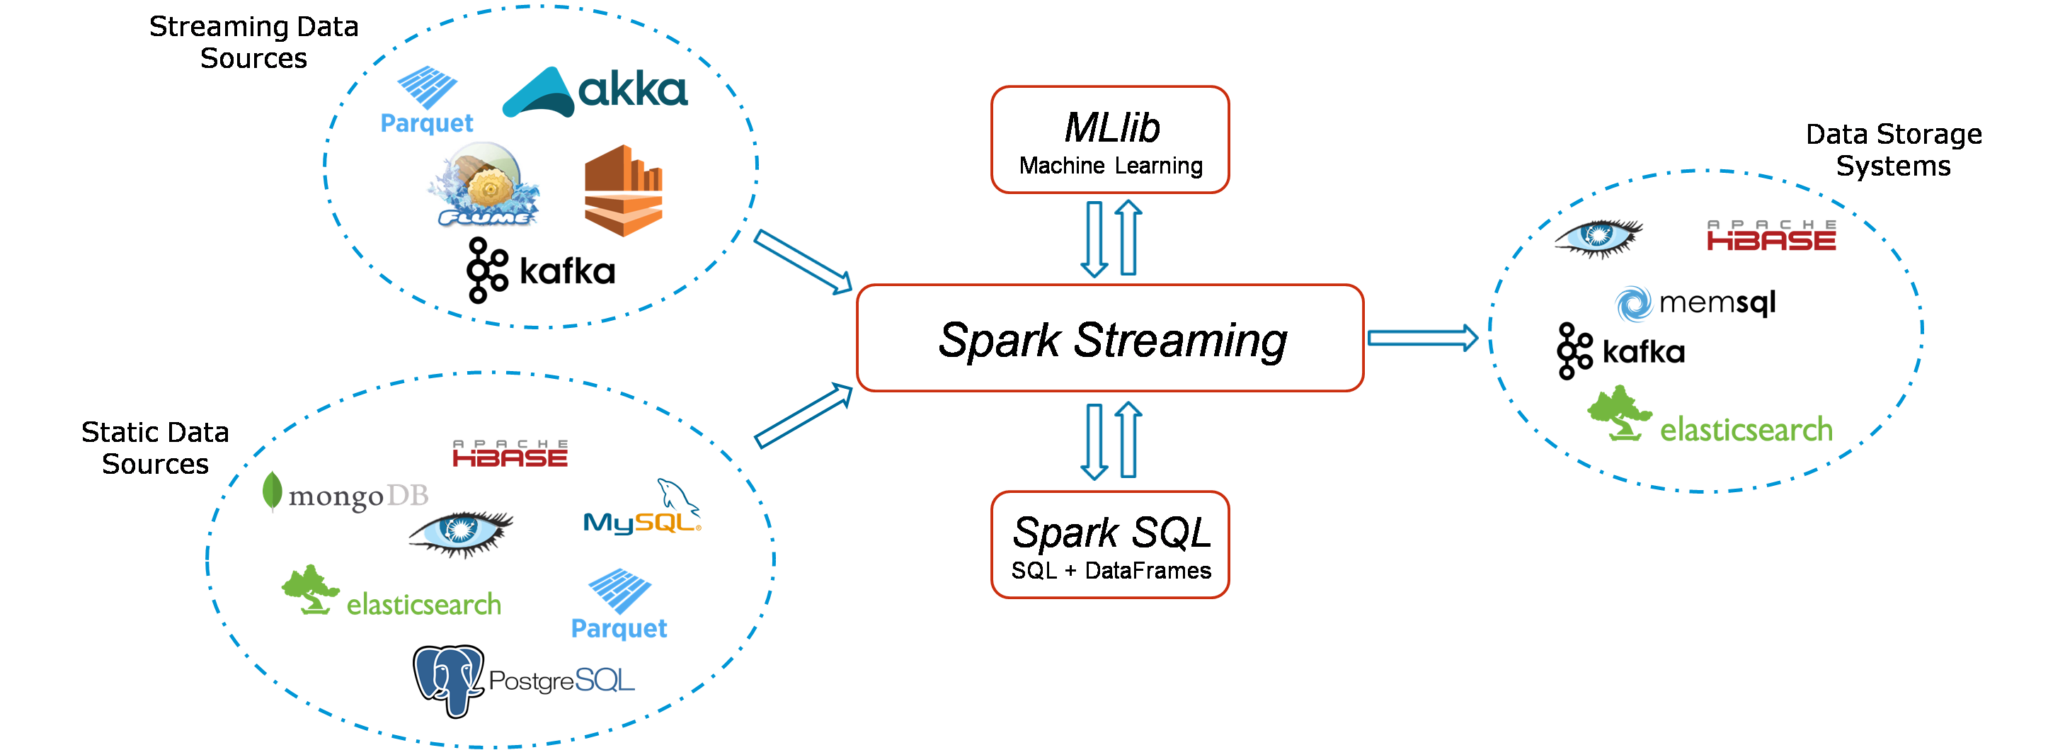 Streaming Data
Sources
Parquet
akka
FLUME
kafka
Static Data
Sources
APACHE
HBASE
mongoDB
MySQL®
elasticsearch
Parquet
PostgreSQL
MLlib
Machine Learning
Spark Streaming
Spark SQL
SQL + DataFrames
Data Storage
Systems
APACHE
HBASE
memsql
kafka
elasticsearch